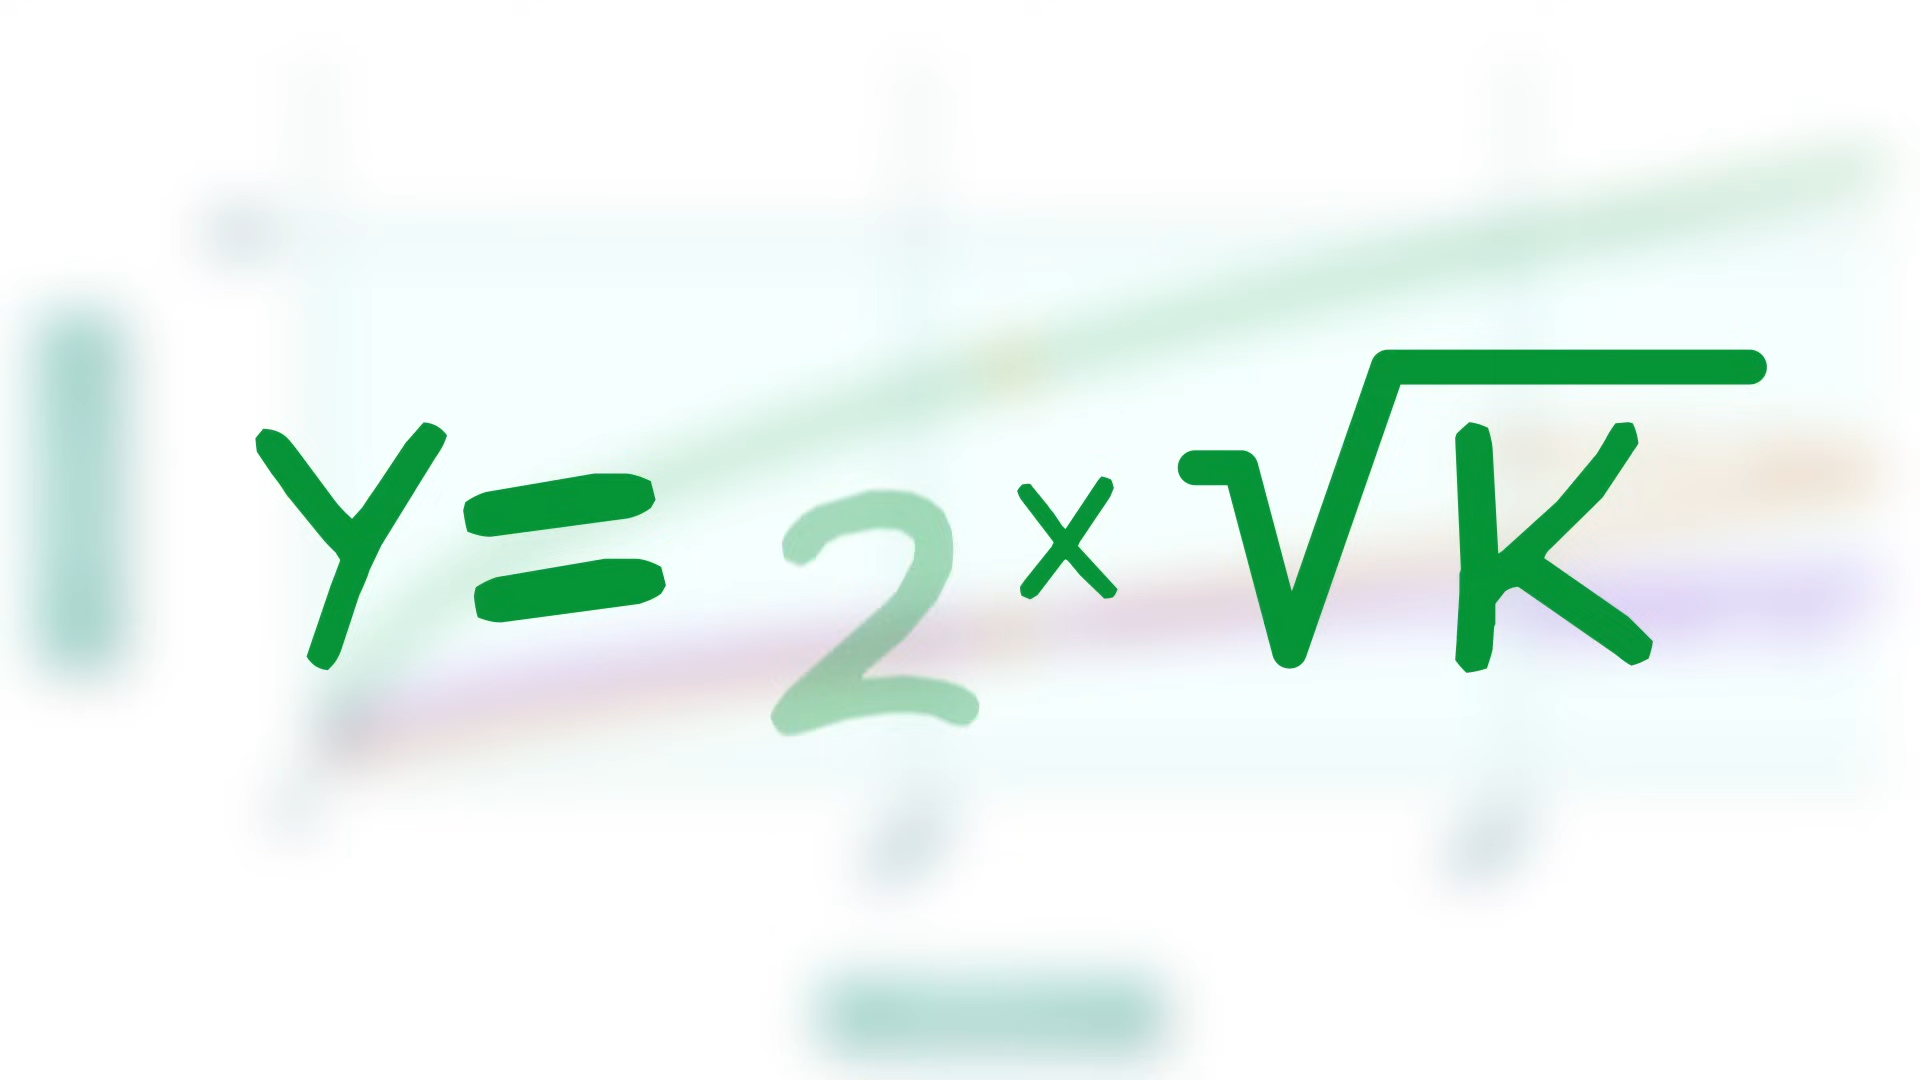 Y = 2 × √K